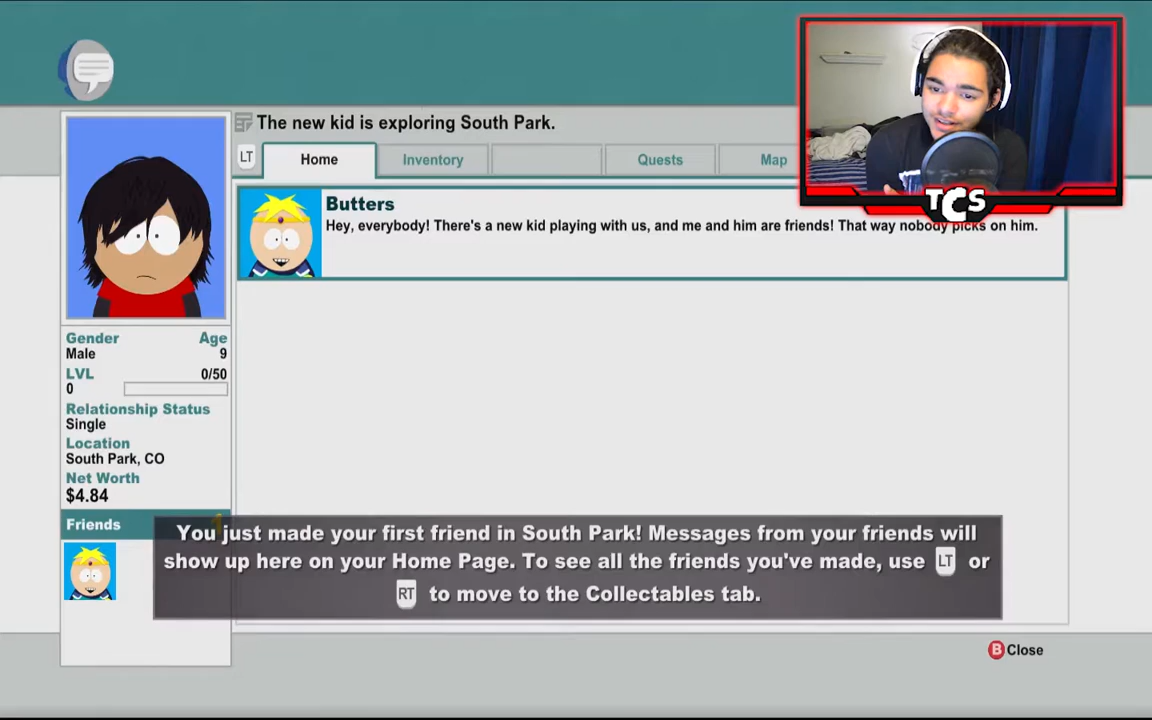 The new kid is exploring South Park.
LT
Home
Inventory
Quests
Map
TCS
Butters
Hey, everybody! There's a new kid playing with us, and me and him are friends! That way nobody picks on him.
Gender Age
Male 9
LVL 0/50
0
Relationship Status
Single
Location
South Park, CO
Net Worth
$4.84
Friends 1
You just made your first friend in South Park! Messages from your friends will
show up here on your Home Page. To see all the friends you've made, use LT or
RT to move to the Collectables tab.
B Close